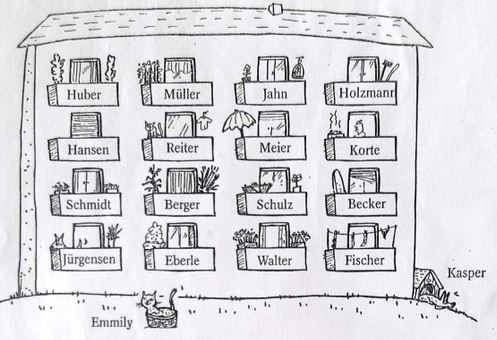 Huber Müller Jahn Holzmann
Hansen Reiter Meier Korte
Schmidt Berger Schulz Becker
Jürgensen Eberle Walter Fischer
Kasper
Emmily